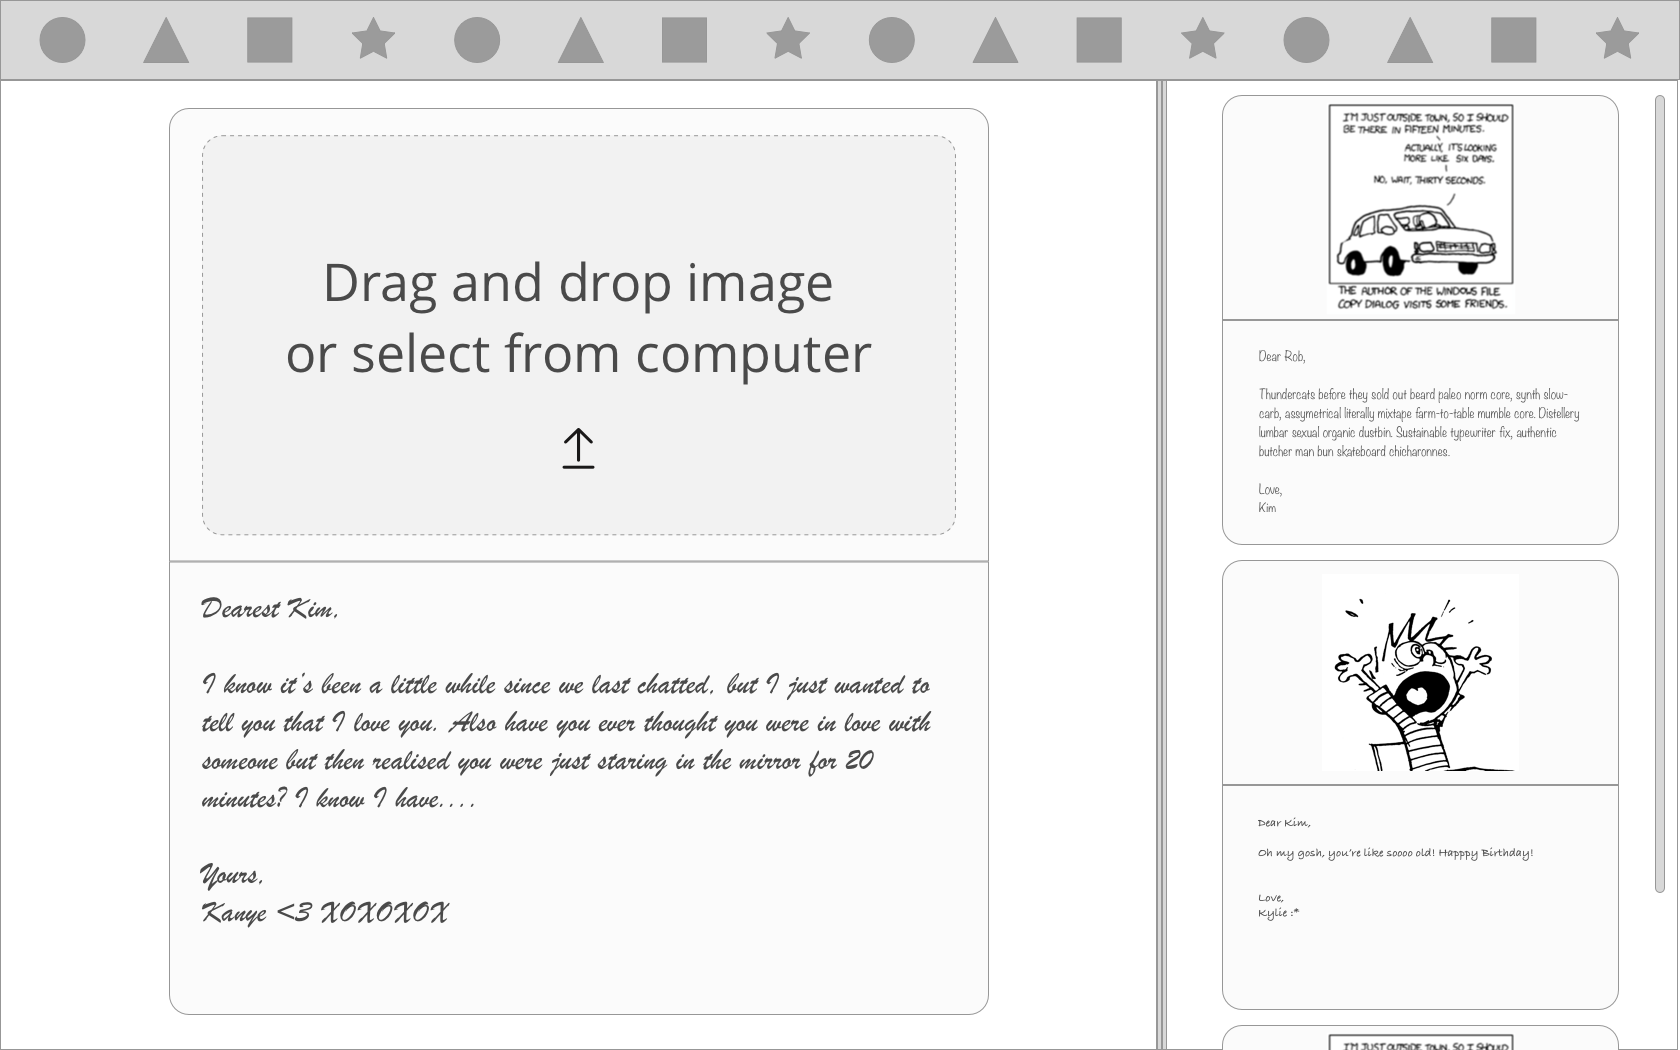 Drag and drop image
or select from computer
Dearest Kim,
I know it's been a little while since we last chatted, but I just wanted to
tell you that I love you. Also have you ever thought you were in love with
someone but then realised you were just staring in the mirror for 20
minutes? I know I have....
Yours,
Kanye <3 XOXOXOX
I'M JUST OUTSIDE TOWN, SO I SHOULD
BE THERE IN FIFTEEN MINUTES.
ACTUALLY, IT'S LOOKING
MORE LIKE SIX DAYS.
NO, WAIT, THIRTY SECONDS.
THE AUTHOR OF THE WINDOWS FILE
COPY DIALOG VISITS SOME FRIENDS.
Dear Rob,
Thundercats before they sold out beard paleo norm core, synth slow-
carb, assymetrical literally mixtape farm-to-table mumble core. Distellery
lumbar sexual organic dustbin. Sustainable typewriter fix, authentic
butcher man bun skateboard chicharonnes.
Love,
Kim
Dear Kim,
Oh my gosh, you're like soooo old! Happpy Birthday!
Love,
Kylie :*
I'M JUST OUTSIDE TOWN, SO I SHOULD